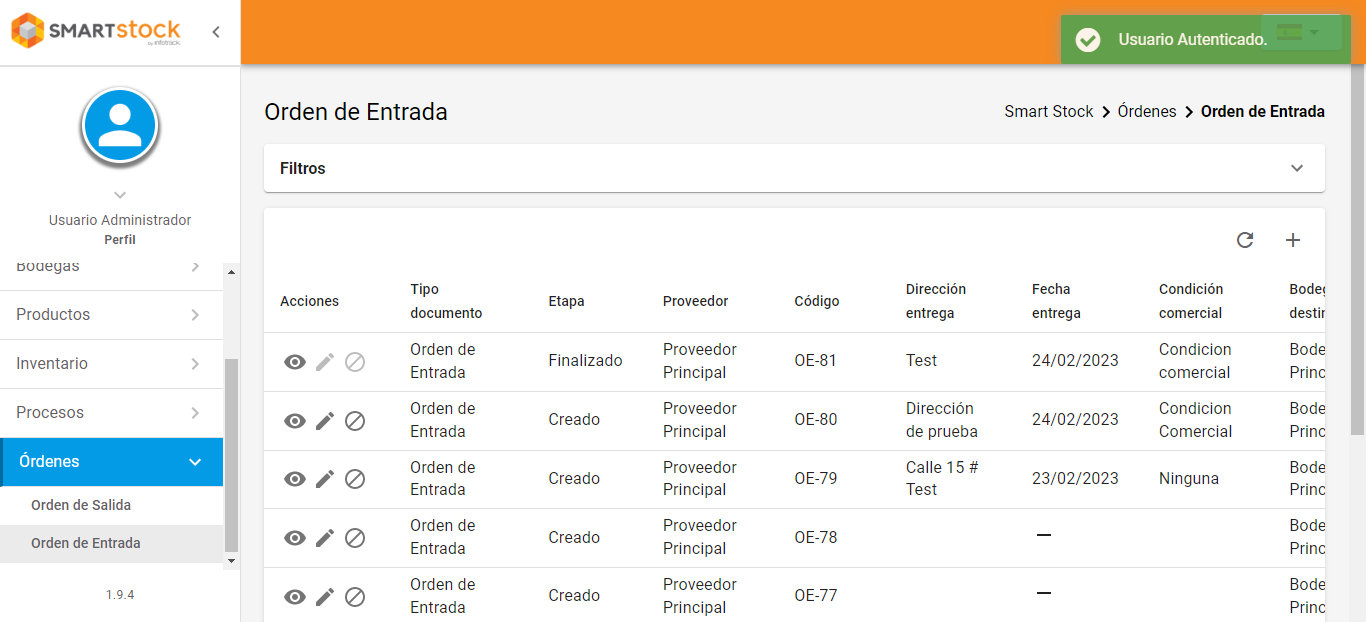 SMARTSTOCK
by infotrack.
Usuario Autenticado.
Usuario Administrador
Perfil
Bodegas
Productos
Inventario
Procesos
Órdenes
Orden de Salida
Orden de Entrada
1.9.4
Orden de Entrada
Smart Stock Órdenes Orden de Entrada
Filtros
Acciones Tipo documento Etapa Proveedor Código Dirección entrega Fecha entrega Condición comercial
Orden de Entrada Finalizado Proveedor Principal OE-81 Test 24/02/2023 Condicion comercial Bode Princ
Orden de Entrada Creado Proveedor Principal OE-80 Dirección de prueba 24/02/2023 Condicion Comercial Bode Princ
Orden de Entrada Creado Proveedor Principal OE-79 Calle 15 # Test 23/02/2023 Ninguna Bode Princ
Orden de Entrada Creado Proveedor Principal OE-78 — Bode Princ
Orden de Entrada Creado Proveedor Principal OE-77 — Bode Princ